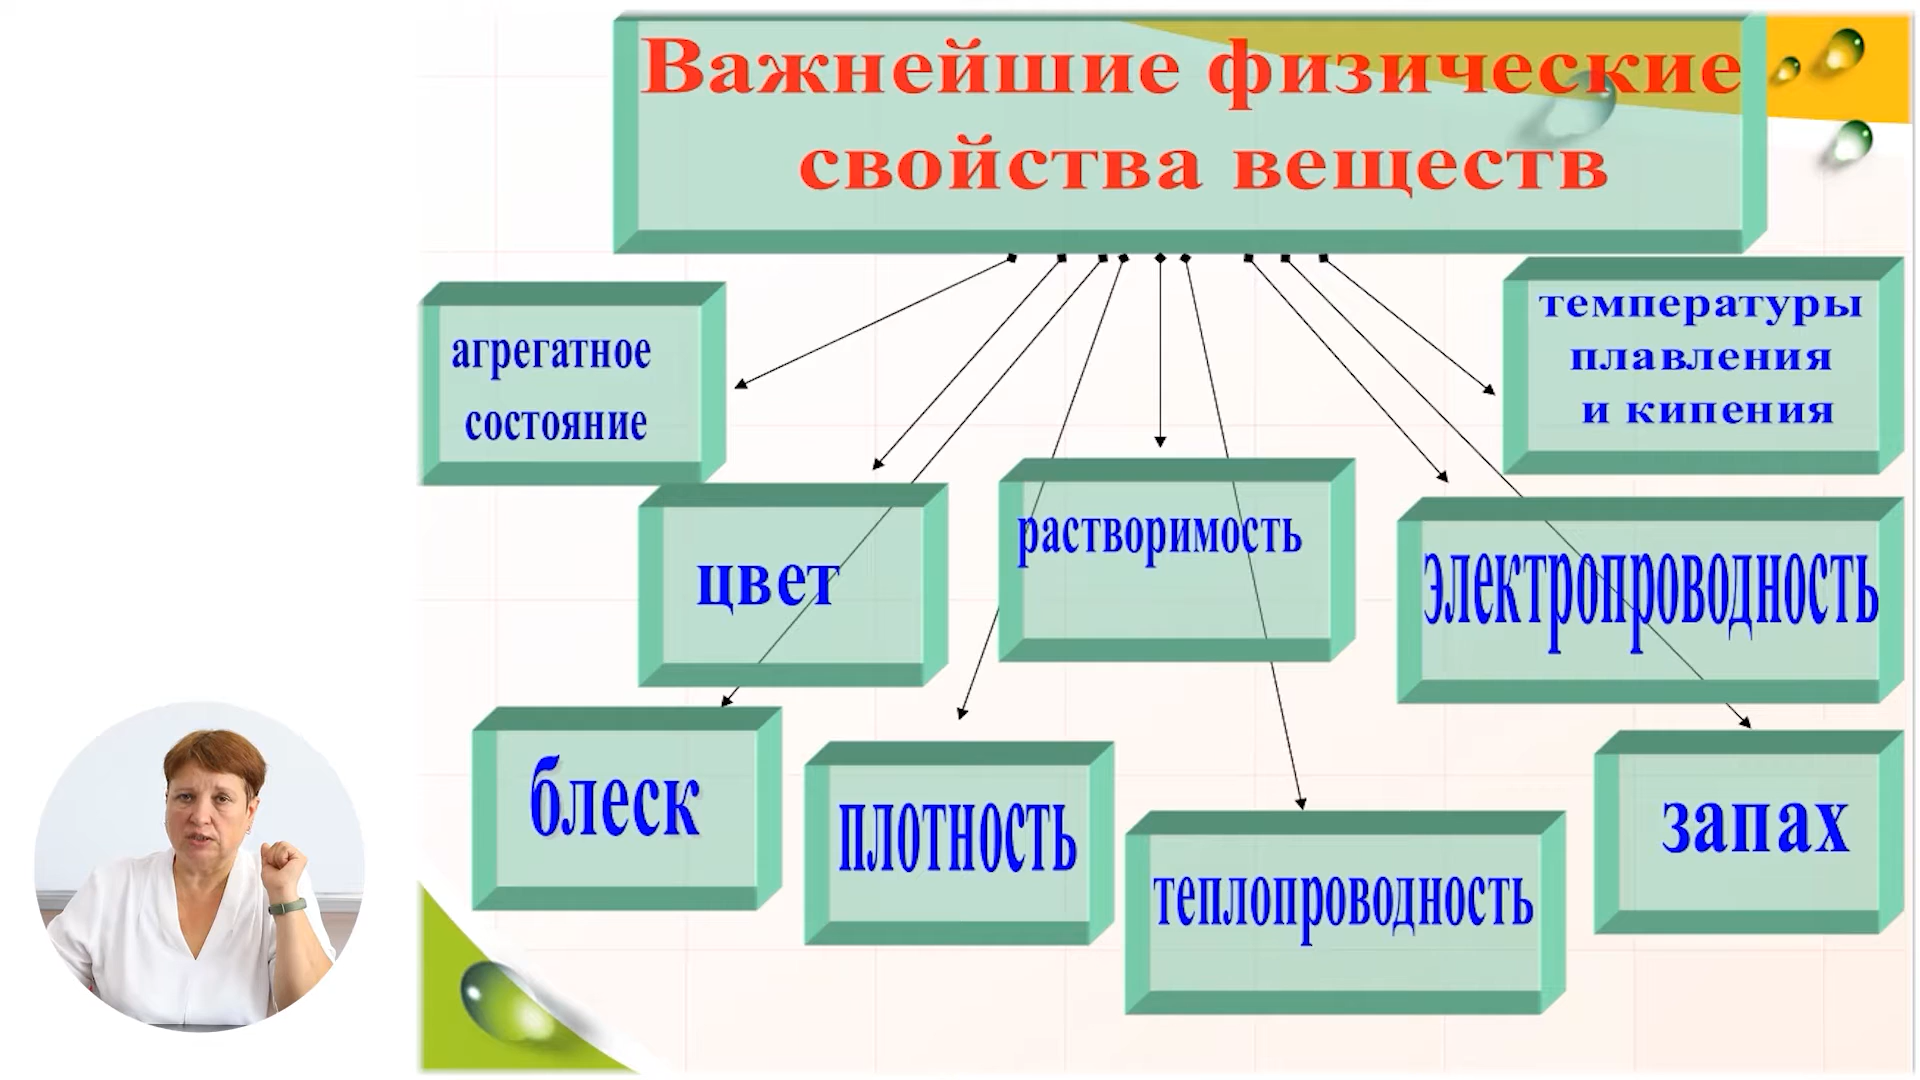 Важнейшие физические
свойства веществ
агрегатное
состояние
температуры
плавления
и кипения
цвет
растворимость
электропроводность
блеск
плотность
теплопроводность
запах